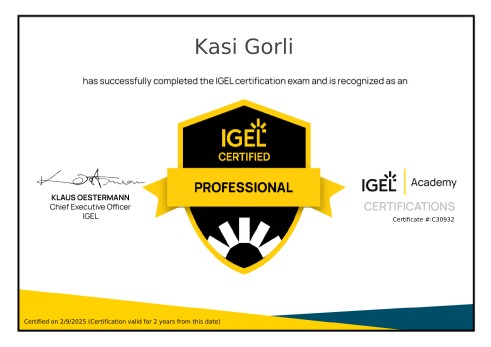 Kasi Gorli
has successfully completed the IGEL certification exam and is recognized as an
IGEL
CERTIFIED
PROFESSIONAL
KLAUS OESTERMANN
Chief Executive Officer
IGEL
IGEL Academy
CERTIFICATIONS
Certificate #:C30932
Certified on 2/9/2025 (Certification valid for 2 years from this date)